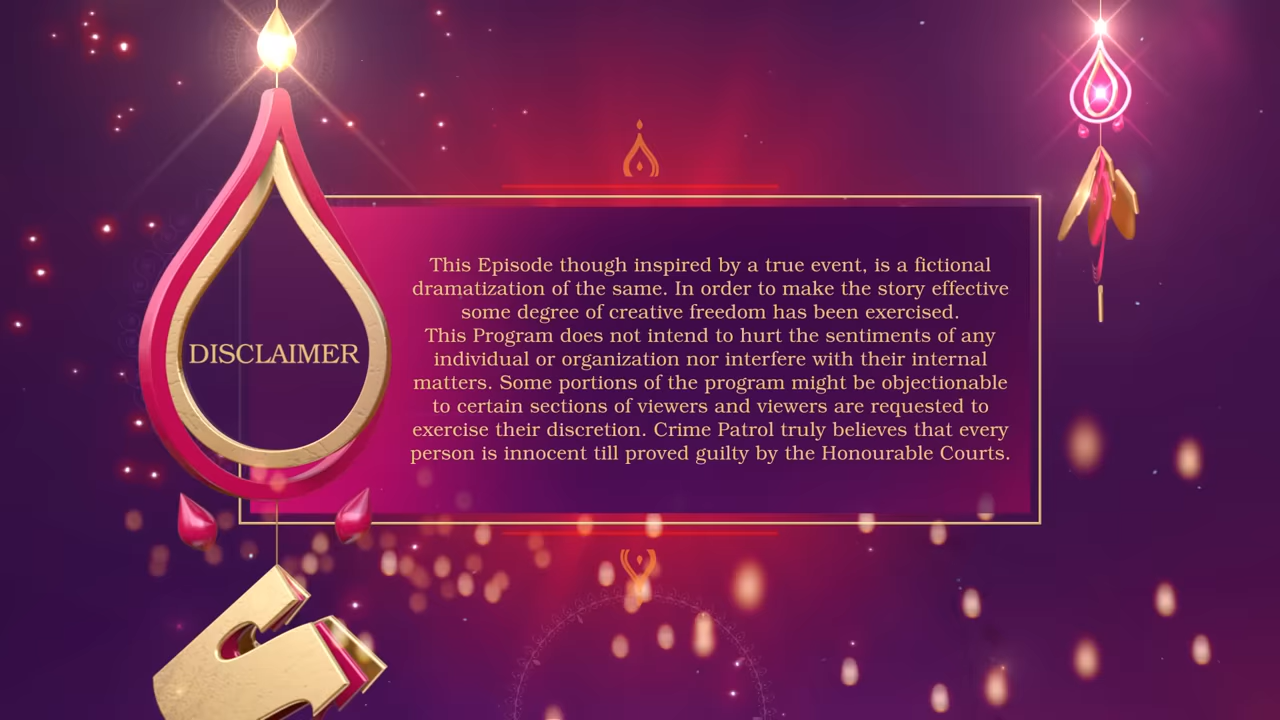 DISCLAIMER
This Episode though inspired by a true event, is a fictional
dramatization of the same. In order to make the story effective
some degree of creative freedom has been exercised.
This Program does not intend to hurt the sentiments of any
individual or organization nor interfere with their internal
matters. Some portions of the program might be objectionable
to certain sections of viewers and viewers are requested to
exercise their discretion. Crime Patrol truly believes that every
person is innocent till proved guilty by the Honourable Courts.